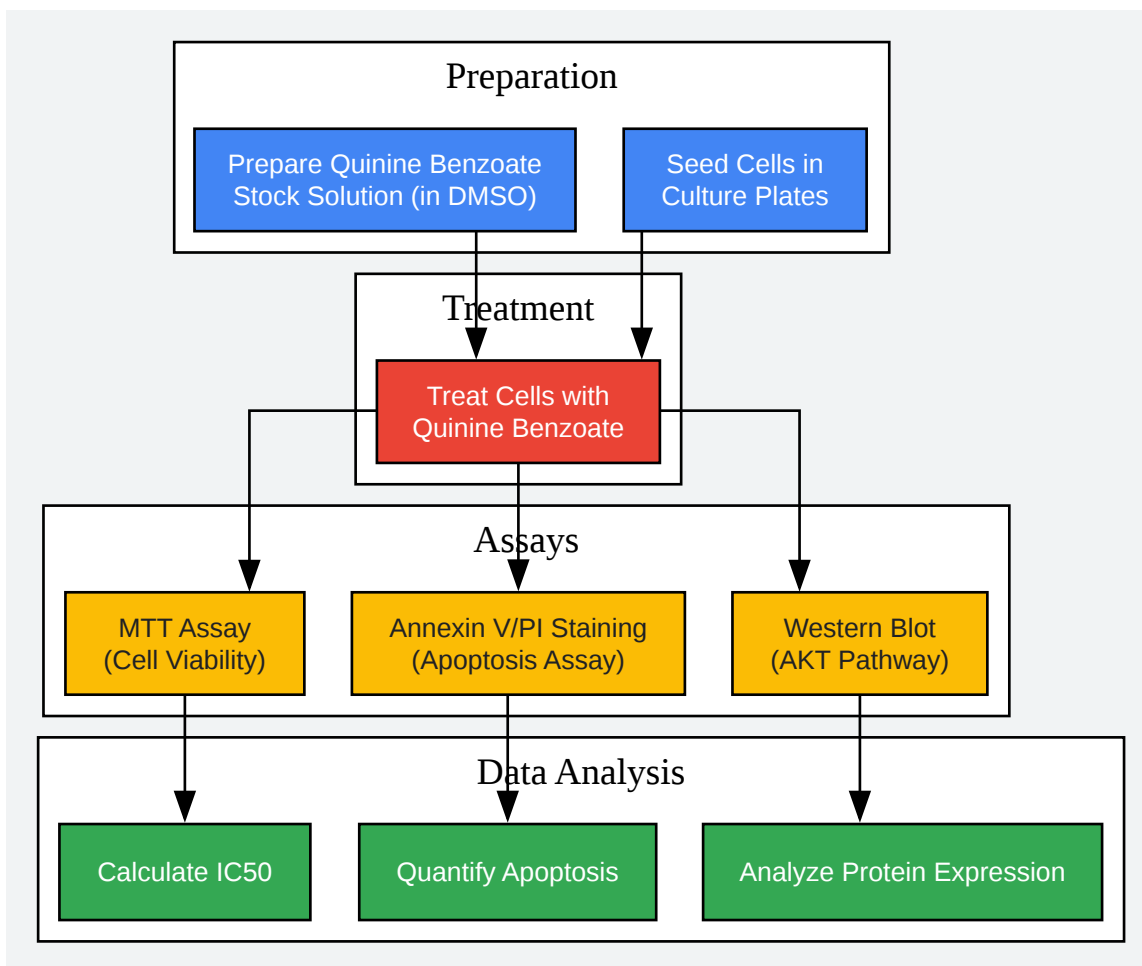 Preparation
Prepare Quinine Benzoate
Stock Solution (in DMSO)
Seed Cells in
Culture Plates
Treatment
Treat Cells with
Quinine Benzoate
Assays
MTT Assay
(Cell Viability)
Annexin V/PI Staining
(Apoptosis Assay)
Western Blot
(AKT Pathway)
Data Analysis
Calculate IC50
Quantify Apoptosis
Analyze Protein Expression